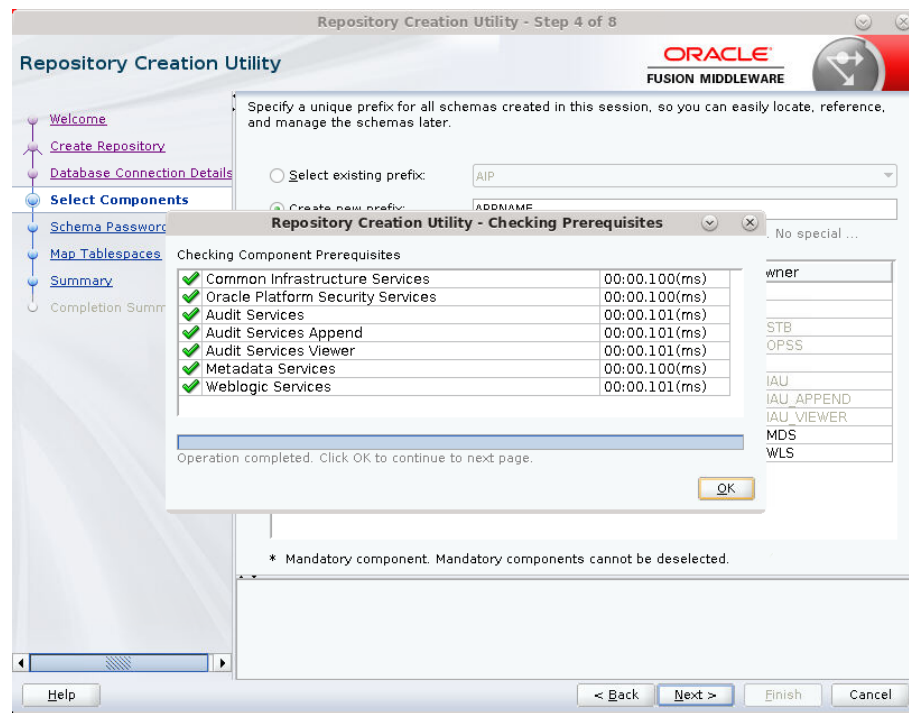 Repository Creation Utility - Step 4 of 8
Repository Creation Utility
ORACLE
FUSION MIDDLEWARE
Welcome
Create Repository
Database Connection Details
Select Components
Schema Password
Map Tablespaces
Summary
Completion Summ
Specify a unique prefix for all schemas created in this session, so you can easily locate, reference,
and manage the schemas later.
Select existing prefix:
AIP
Create new prefix:
APPNAME
. No special ...
wner
STB
OPSS
IAU
IAU_APPEND
IAU_VIEWER
MDS
WLS
Repository Creation Utility - Checking Prerequisites
Checking Component Prerequisites
Common Infrastructure Services 00:00.100(ms)
Oracle Platform Security Services 00:00.100(ms)
Audit Services 00:00.101(ms)
Audit Services Append 00:00.101(ms)
Audit Services Viewer 00:00.101(ms)
Metadata Services 00:00.100(ms)
Weblogic Services 00:00.101(ms)
Operation completed. Click OK to continue to next page.
OK
* Mandatory component. Mandatory components cannot be deselected.
Help
< Back
Next >
Finish
Cancel